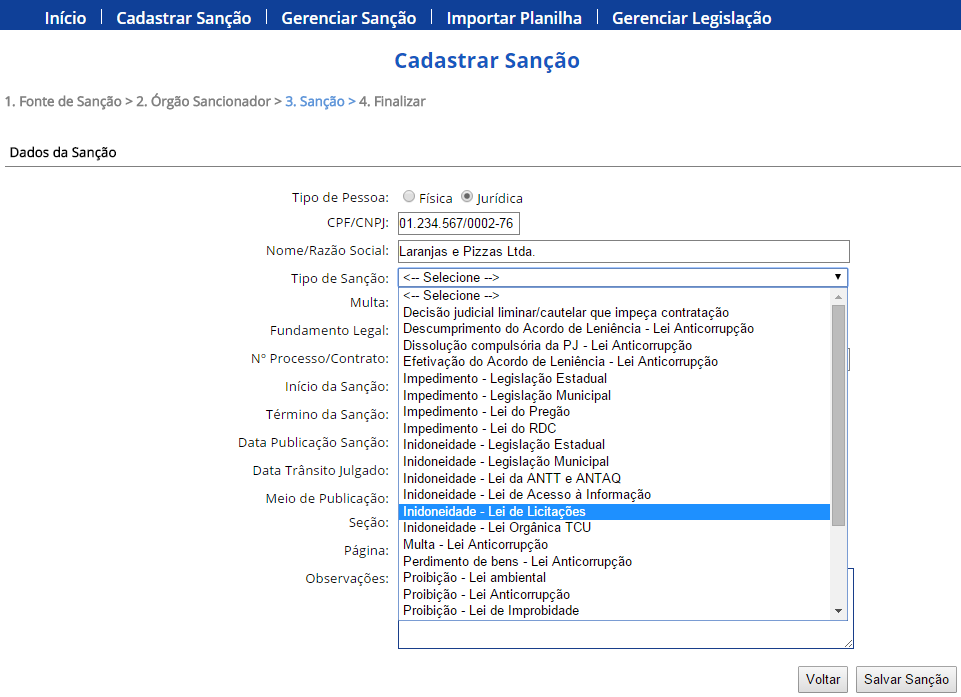 Início | Cadastrar Sanção | Gerenciar Sanção | Importar Planilha | Gerenciar Legislação
Cadastrar Sanção
1. Fonte de Sanção > 2. Órgão Sancionador > 3. Sanção > 4. Finalizar
Dados da Sanção
Tipo de Pessoa: Física Jurídica
CPF/CNPJ: 01.234.567/0002-76
Nome/Razão Social: Laranjas e Pizzas Ltda.
Tipo de Sanção: <-- Selecione -->
Multa:
Fundamento Legal:
Nº Processo/Contrato:
Início da Sanção:
Término da Sanção:
Data Publicação Sanção:
Data Trânsito Julgado:
Meio de Publicação:
Seção:
Página:
Observações:
<-- Selecione -->
Decisão judicial liminar/cautelar que impeça contratação
Descumprimento do Acordo de Leniência - Lei Anticorrupção
Dissolução compulsória da PJ - Lei Anticorrupção
Efetivação do Acordo de Leniência - Lei Anticorrupção
Impedimento - Legislação Estadual
Impedimento - Legislação Municipal
Impedimento - Lei do Pregão
Impedimento - Lei do RDC
Inidoneidade - Legislação Estadual
Inidoneidade - Legislação Municipal
Inidoneidade - Lei da ANTT e ANTAQ
Inidoneidade - Lei de Acesso à Informação
Inidoneidade - Lei de Licitações
Inidoneidade - Lei Orgânica TCU
Multa - Lei Anticorrupção
Perdimento de bens - Lei Anticorrupção
Proibição - Lei ambiental
Proibição - Lei Anticorrupção
Proibição - Lei de Improbidade
Voltar Salvar Sanção